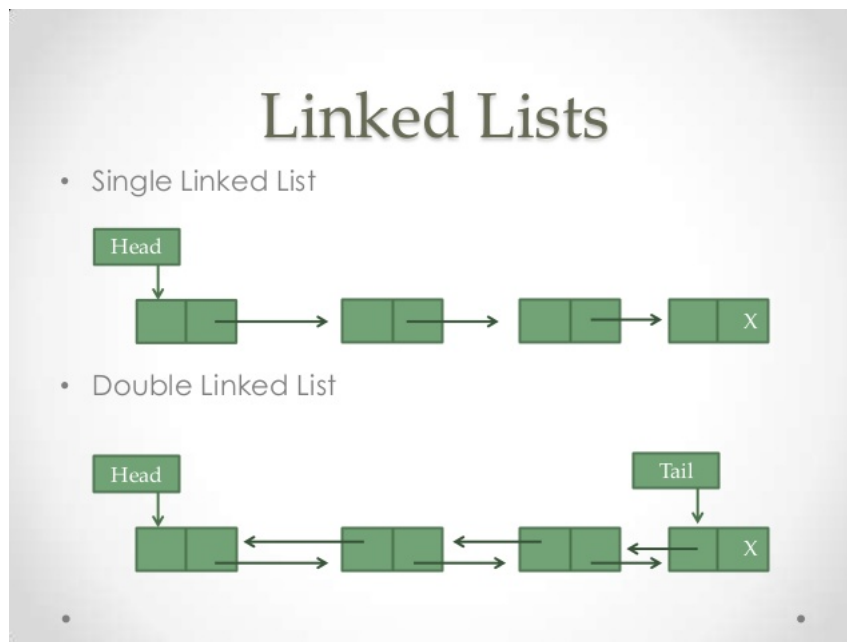 Linked Lists
• Single Linked List
Head
X
• Double Linked List
Head
Tail
X